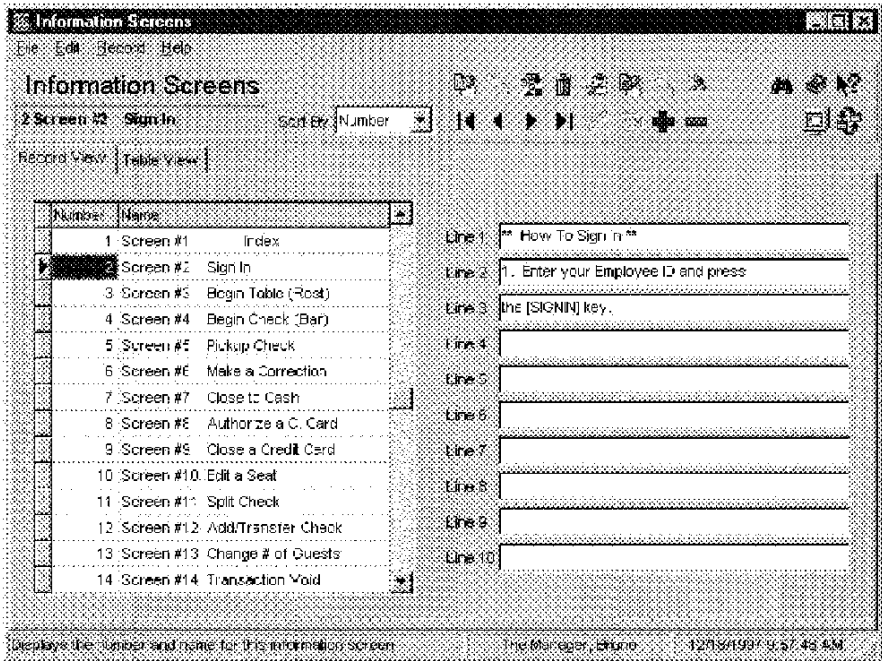 Information Screens
File Edit Record Help
Information Screens
2 Screen #2 Sign In
Sort By Number
Record View Table View
Number Name
1 Screen #1 Index
2 Screen #2 Sign In
3 Screen #3 Begin Table (Rest)
4 Screen #4 Begin Check (Bar)
5 Screen #5 Pickup Check
6 Screen #6 Make a Correction
7 Screen #7 Close to Cash
8 Screen #8 Authorize a C. Card
9 Screen #9 Close a Credit Card
10 Screen #10 Edit a Seat
11 Screen #11 Split Check
12 Screen #12 Add/Transfer Check
13 Screen #13 Change # of Guests
14 Screen #14 Transaction Void
Line 1 ** How To Sign In **
Line 2 1. Enter your Employee ID and press
Line 3 the [SIGNIN] key.
Line 4
Line 5
Line 6
Line 7
Line 8
Line 9
Line 10
Displays the number and name for this information screen
The Manager, Bruno
12/18/1997 9:57:48 AM